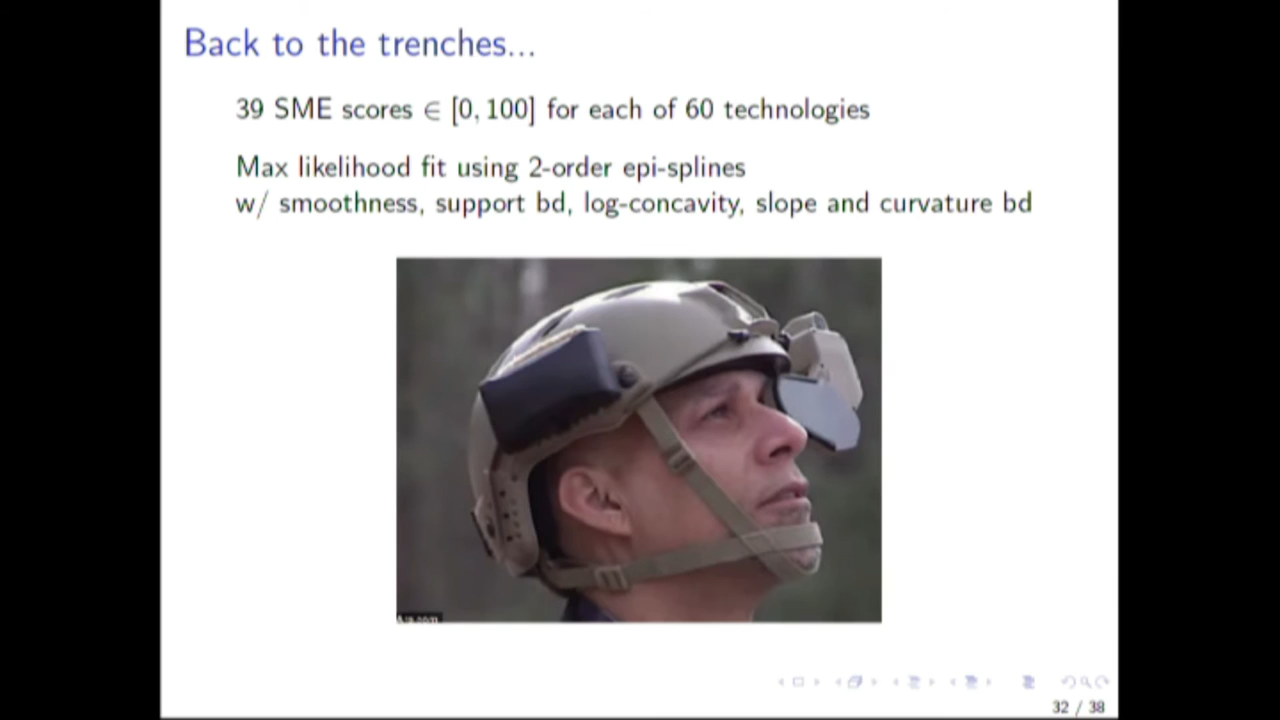 Back to the trenches...
39 SME scores ∈ [0, 100] for each of 60 technologies
Max likelihood fit using 2-order epi-splines
w/ smoothness, support bd, log-concavity, slope and curvature bd
32 / 38